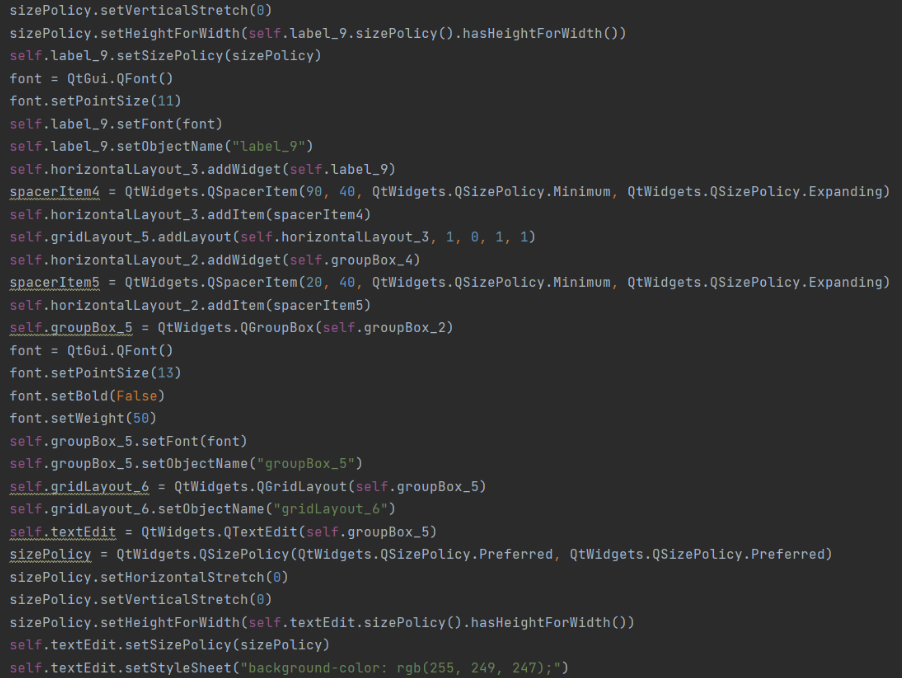 sizePolicy.setVerticalStretch(0)
sizePolicy.setHeightForWidth(self.label_9.sizePolicy().hasHeightForWidth())
self.label_9.setSizePolicy(sizePolicy)
font = QtGui.QFont()
font.setPointSize(11)
self.label_9.setFont(font)
self.label_9.setObjectName("label_9")
self.horizontalLayout_3.addWidget(self.label_9)
spacerItem4 = QtWidgets.QSpacerItem(90, 40, QtWidgets.QSizePolicy.Minimum, QtWidgets.QSizePolicy.Expanding)
self.horizontalLayout_3.addItem(spacerItem4)
self.gridLayout_5.addLayout(self.horizontalLayout_3, 1, 0, 1, 1)
self.horizontalLayout_2.addWidget(self.groupBox_4)
spacerItem5 = QtWidgets.QSpacerItem(20, 40, QtWidgets.QSizePolicy.Minimum, QtWidgets.QSizePolicy.Expanding)
self.horizontalLayout_2.addItem(spacerItem5)
self.groupBox_5 = QtWidgets.QGroupBox(self.groupBox_2)
font = QtGui.QFont()
font.setPointSize(13)
font.setBold(False)
font.setWeight(50)
self.groupBox_5.setFont(font)
self.groupBox_5.setObjectName("groupBox_5")
self.gridLayout_6 = QtWidgets.QGridLayout(self.groupBox_5)
self.gridLayout_6.setObjectName("gridLayout_6")
self.textEdit = QtWidgets.QTextEdit(self.groupBox_5)
sizePolicy = QtWidgets.QSizePolicy(QtWidgets.QSizePolicy.Preferred, QtWidgets.QSizePolicy.Preferred)
sizePolicy.setHorizontalStretch(0)
sizePolicy.setVerticalStretch(0)
sizePolicy.setHeightForWidth(self.textEdit.sizePolicy().hasHeightForWidth())
self.textEdit.setSizePolicy(sizePolicy)
self.textEdit.setStyleSheet("background-color: rgb(255, 249, 247);")